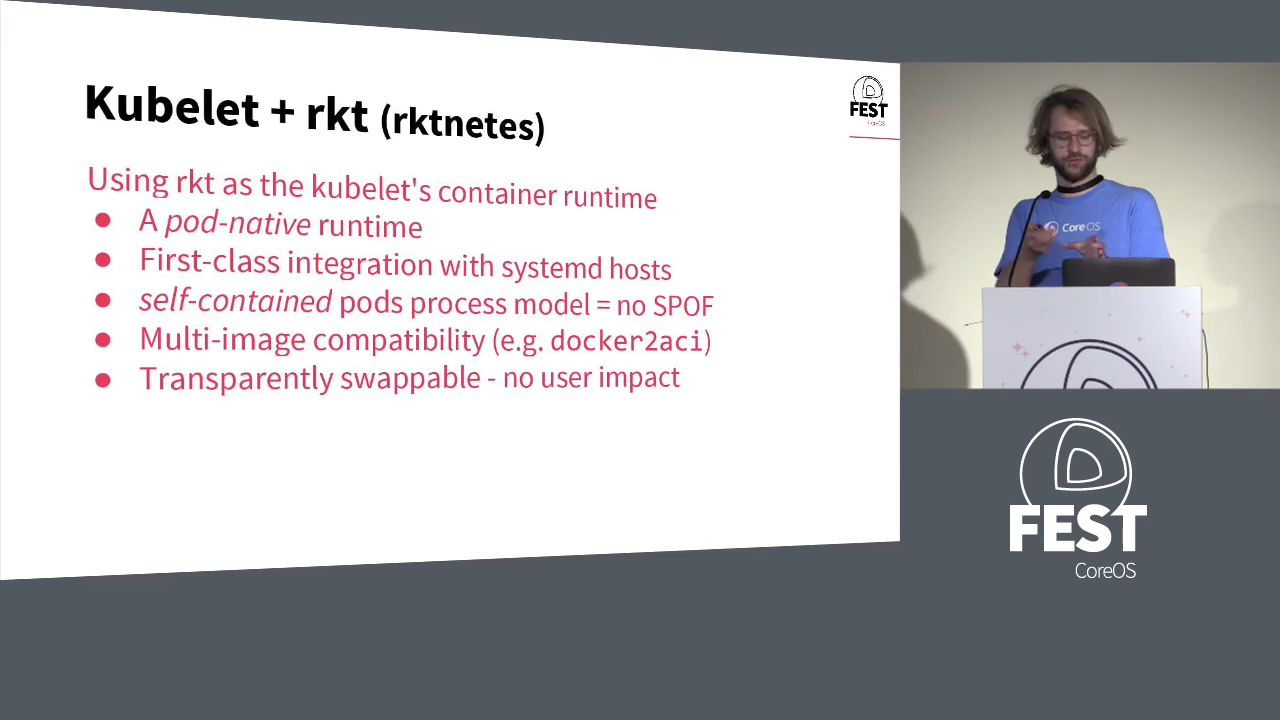 Kubelet + rkt (rktnetes)
FEST
CoreOS
Using rkt as the kubelet's container runtime
● A pod-native runtime
● First-class integration with systemd hosts
● self-contained pods process model = no SPOF
● Multi-image compatibility (e.g. docker2aci)
● Transparently swappable - no user impact
CoreOS
FEST
CoreOS